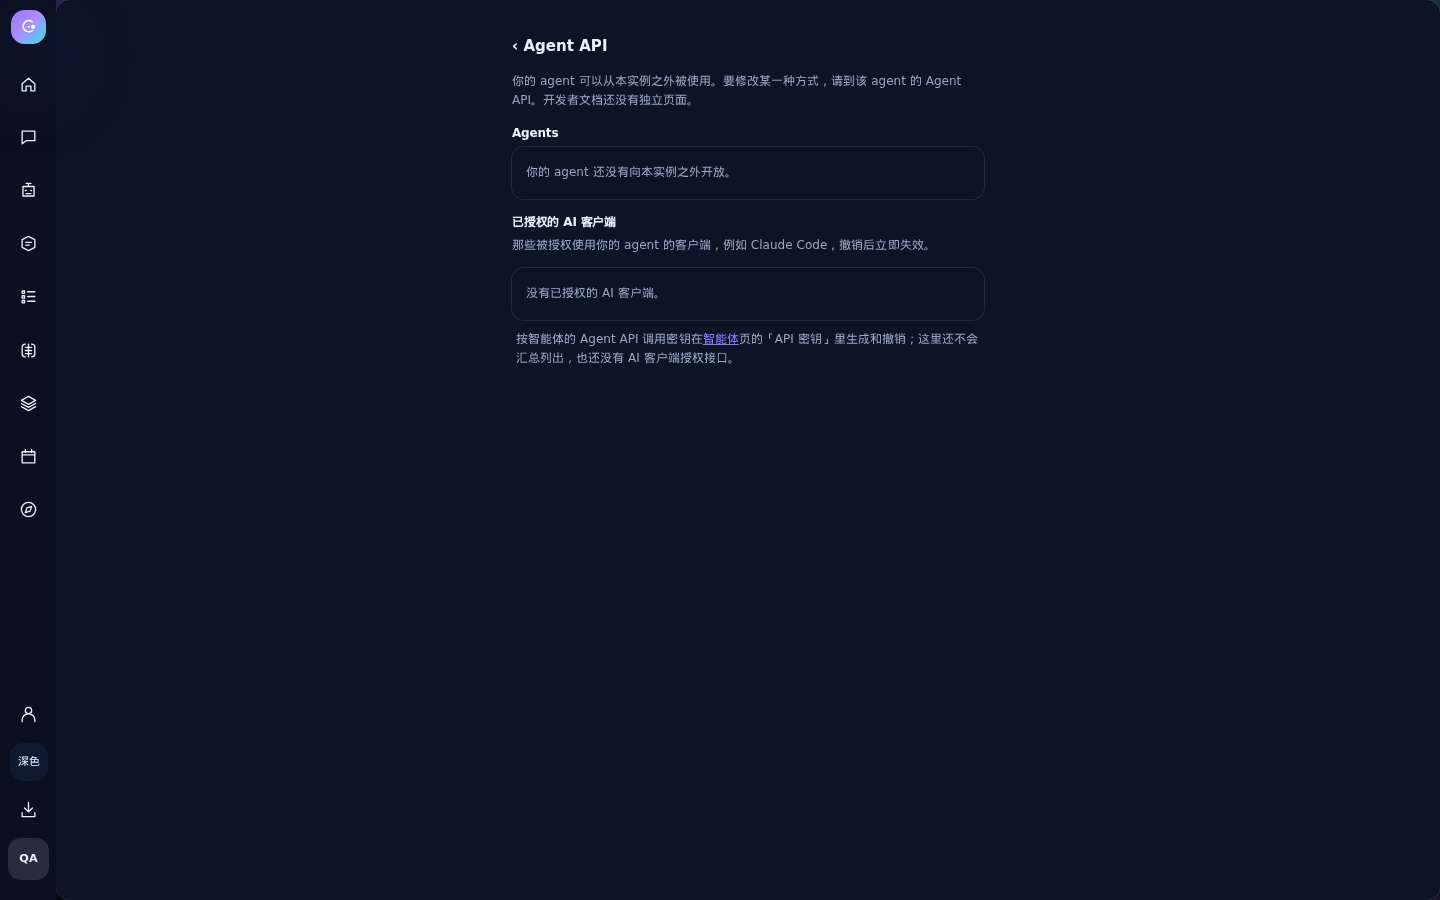 ‹ Agent API
你的 agent 可以从本实例之外被使用。要修改某一种方式，请到该 agent 的 Agent
API。开发者文档还没有独立页面。
Agents
你的 agent 还没有向本实例之外开放。
已授权的 AI 客户端
那些被授权使用你的 agent 的客户端，例如 Claude Code，撤销后立即失效。
没有已授权的 AI 客户端。
按智能体的 Agent API 调用密钥在智能体页的「API 密钥」里生成和撤销；这里还不会
汇总列出，也还没有 AI 客户端授权接口。
深色
QA